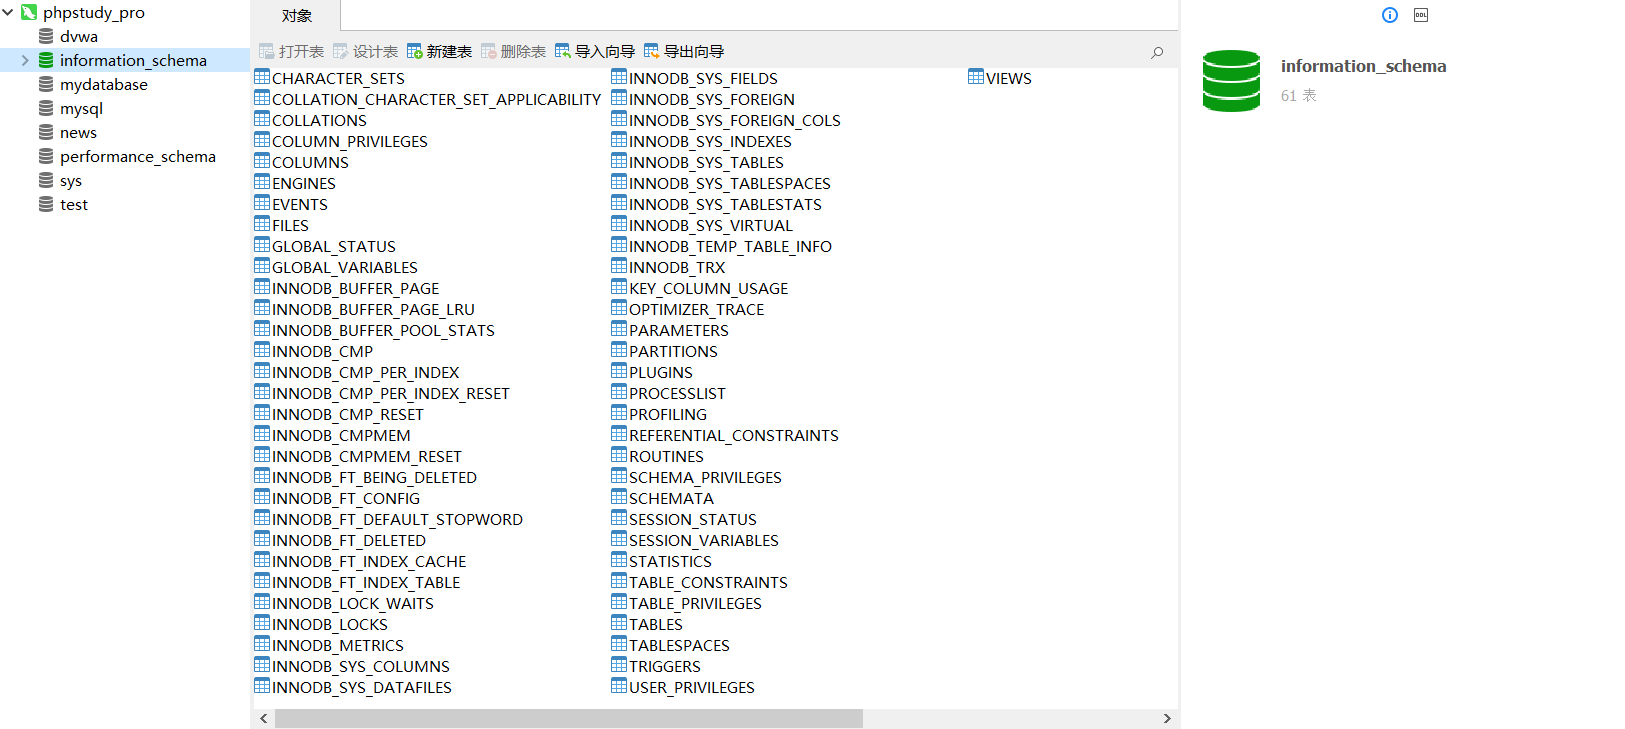 phpstudy_pro
dvwa
information_schema
mydatabase
mysql
news
performance_schema
sys
test
对象
打开表 设计表 新建表 删除表 导入向导 导出向导
CHARACTER_SETS
COLLATION_CHARACTER_SET_APPLICABILITY
COLLATIONS
COLUMN_PRIVILEGES
COLUMNS
ENGINES
EVENTS
FILES
GLOBAL_STATUS
GLOBAL_VARIABLES
INNODB_BUFFER_PAGE
INNODB_BUFFER_PAGE_LRU
INNODB_BUFFER_POOL_STATS
INNODB_CMP
INNODB_CMP_PER_INDEX
INNODB_CMP_PER_INDEX_RESET
INNODB_CMP_RESET
INNODB_CMPMEM
INNODB_CMPMEM_RESET
INNODB_FT_BEING_DELETED
INNODB_FT_CONFIG
INNODB_FT_DEFAULT_STOPWORD
INNODB_FT_DELETED
INNODB_FT_INDEX_CACHE
INNODB_FT_INDEX_TABLE
INNODB_LOCK_WAITS
INNODB_LOCKS
INNODB_METRICS
INNODB_SYS_COLUMNS
INNODB_SYS_DATAFILES
INNODB_SYS_FIELDS
INNODB_SYS_FOREIGN
INNODB_SYS_FOREIGN_COLS
INNODB_SYS_INDEXES
INNODB_SYS_TABLES
INNODB_SYS_TABLESPACES
INNODB_SYS_TABLESTATS
INNODB_SYS_VIRTUAL
INNODB_TEMP_TABLE_INFO
INNODB_TRX
KEY_COLUMN_USAGE
OPTIMIZER_TRACE
PARAMETERS
PARTITIONS
PLUGINS
PROCESSLIST
PROFILING
REFERENTIAL_CONSTRAINTS
ROUTINES
SCHEMA_PRIVILEGES
SCHEMATA
SESSION_STATUS
SESSION_VARIABLES
STATISTICS
TABLE_CONSTRAINTS
TABLE_PRIVILEGES
TABLES
TABLESPACES
TRIGGERS
USER_PRIVILEGES
VIEWS
DDL
information_schema
61 表